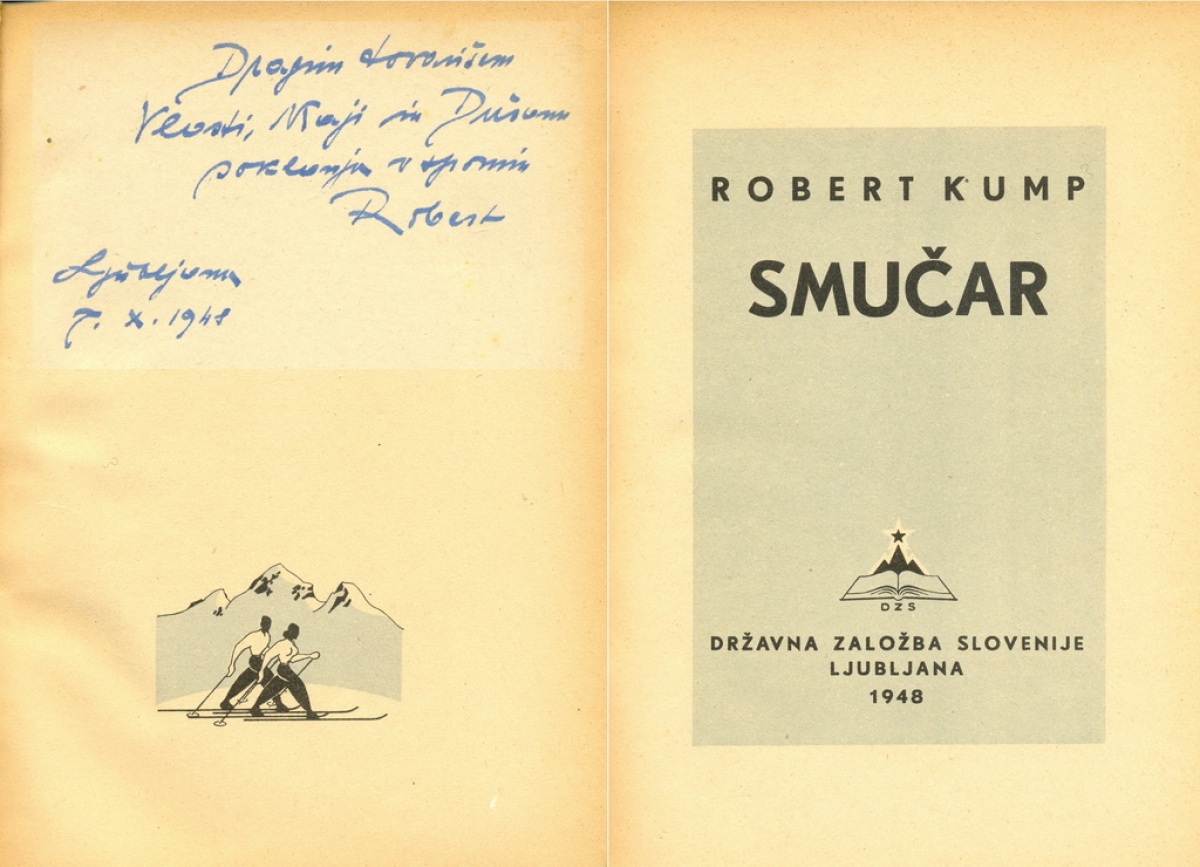 Dragim tovarišem
Vlasti, Maji in Dušanu
poklanja v spomin
Robert
Ljubljana
7. X. 1948
ROBERT KUMP
SMUČAR
DZS
DRŽAVNA ZALOŽBA SLOVENIJE
LJUBLJANA
1948